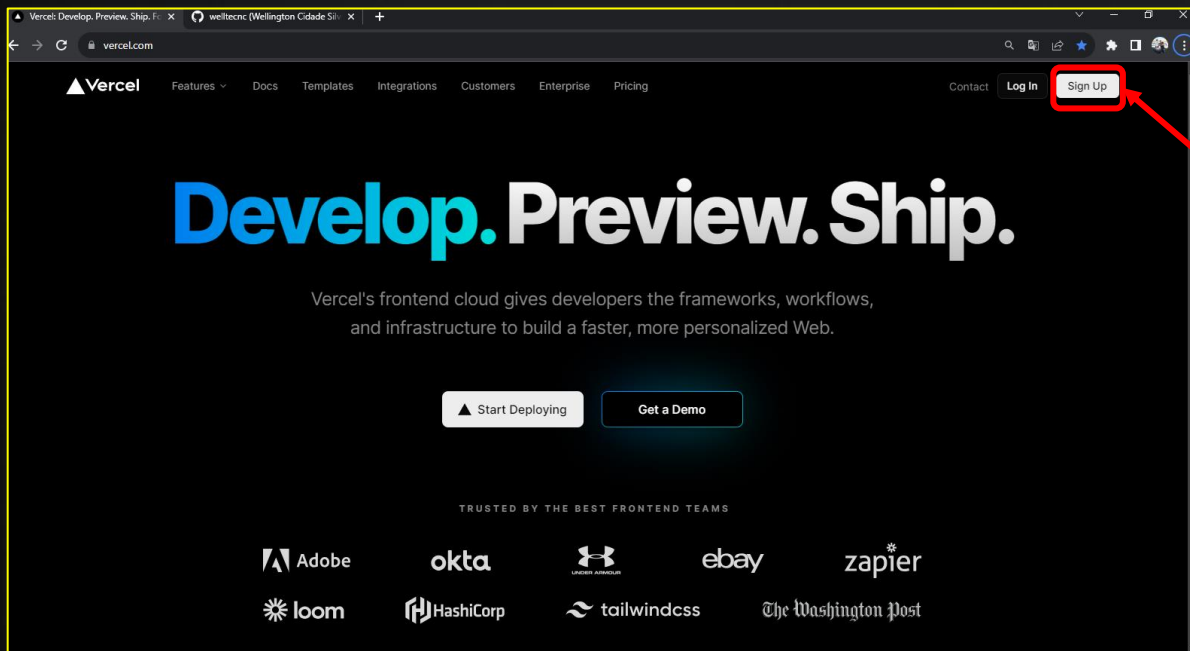 Vercel: Develop. Preview. Ship. Fo
welltecnc (Wellington Cidade Silv
vercel.com
Vercel Features Docs Templates Integrations Customers Enterprise Pricing Contact Log In Sign Up
Develop. Preview. Ship.
Vercel's frontend cloud gives developers the frameworks, workflows,
and infrastructure to build a faster, more personalized Web.
Start Deploying Get a Demo
TRUSTED BY THE BEST FRONTEND TEAMS
Adobe okta UNDER ARMOUR ebay zapier
loom HashiCorp tailwindcss The Washington Post